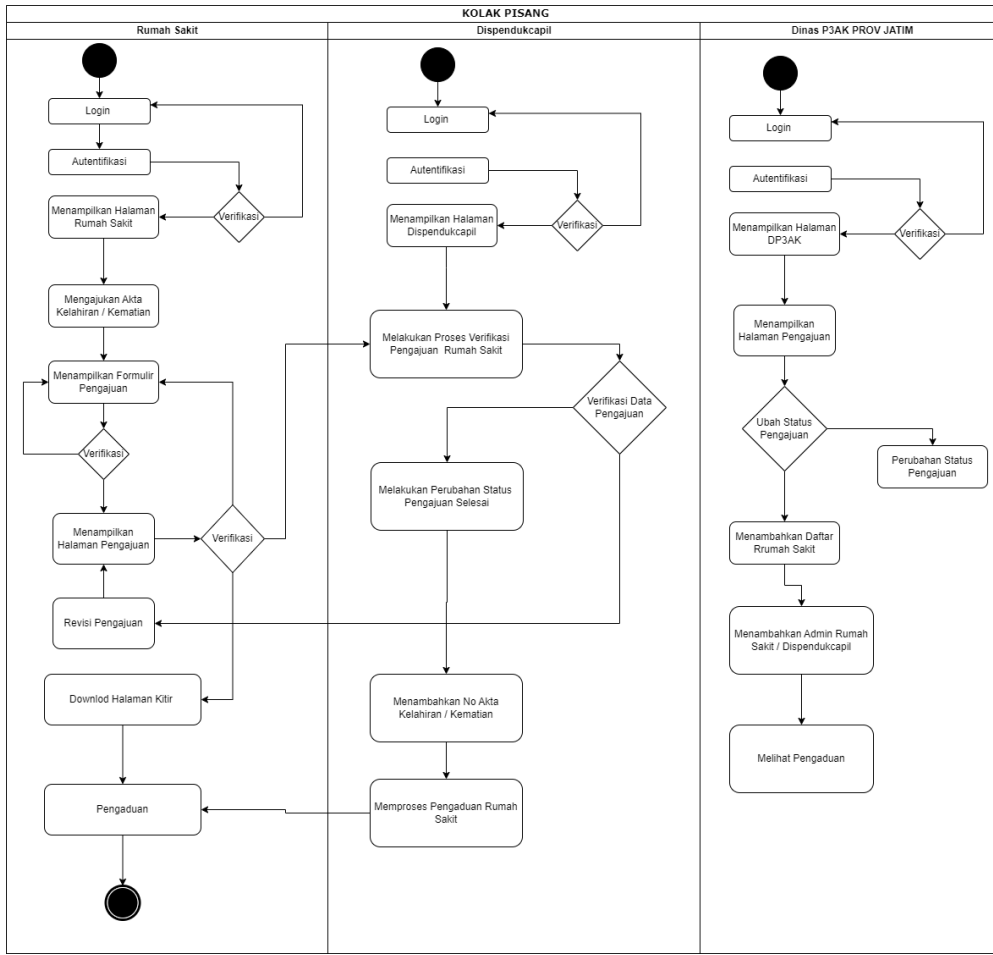 KOLAK PISANG
Rumah Sakit
Login
Autentifikasi
Verifikasi
Menampilkan Halaman
Rumah Sakit
Mengajukan Akta
Kelahiran / Kematian
Menampilkan Formulir
Pengajuan
Verifikasi
Menampilkan
Halaman Pengajuan
Verifikasi
Revisi Pengajuan
Downlod Halaman Kitir
Pengaduan
Dispendukcapil
Login
Autentifikasi
Verifikasi
Menampilkan Halaman
Dispendukcapil
Melakukan Proses Verifikasi
Pengajuan Rumah Sakit
Verifikasi Data
Pengajuan
Melakukan Perubahan Status
Pengajuan Selesai
Menambahkan No Akta
Kelahiran / Kematian
Memproses Pengaduan Rumah
Sakit
Dinas P3AK PROV JATIM
Login
Autentifikasi
Verifikasi
Menampilkan Halaman
DP3AK
Menampilkan
Halaman Pengajuan
Ubah Status
Pengajuan
Perubahan Status
Pengajuan
Menambahkan Daftar
Rrumah Sakit
Menambahkan Admin Rumah
Sakit / Dispendukcapil
Melihat Pengaduan